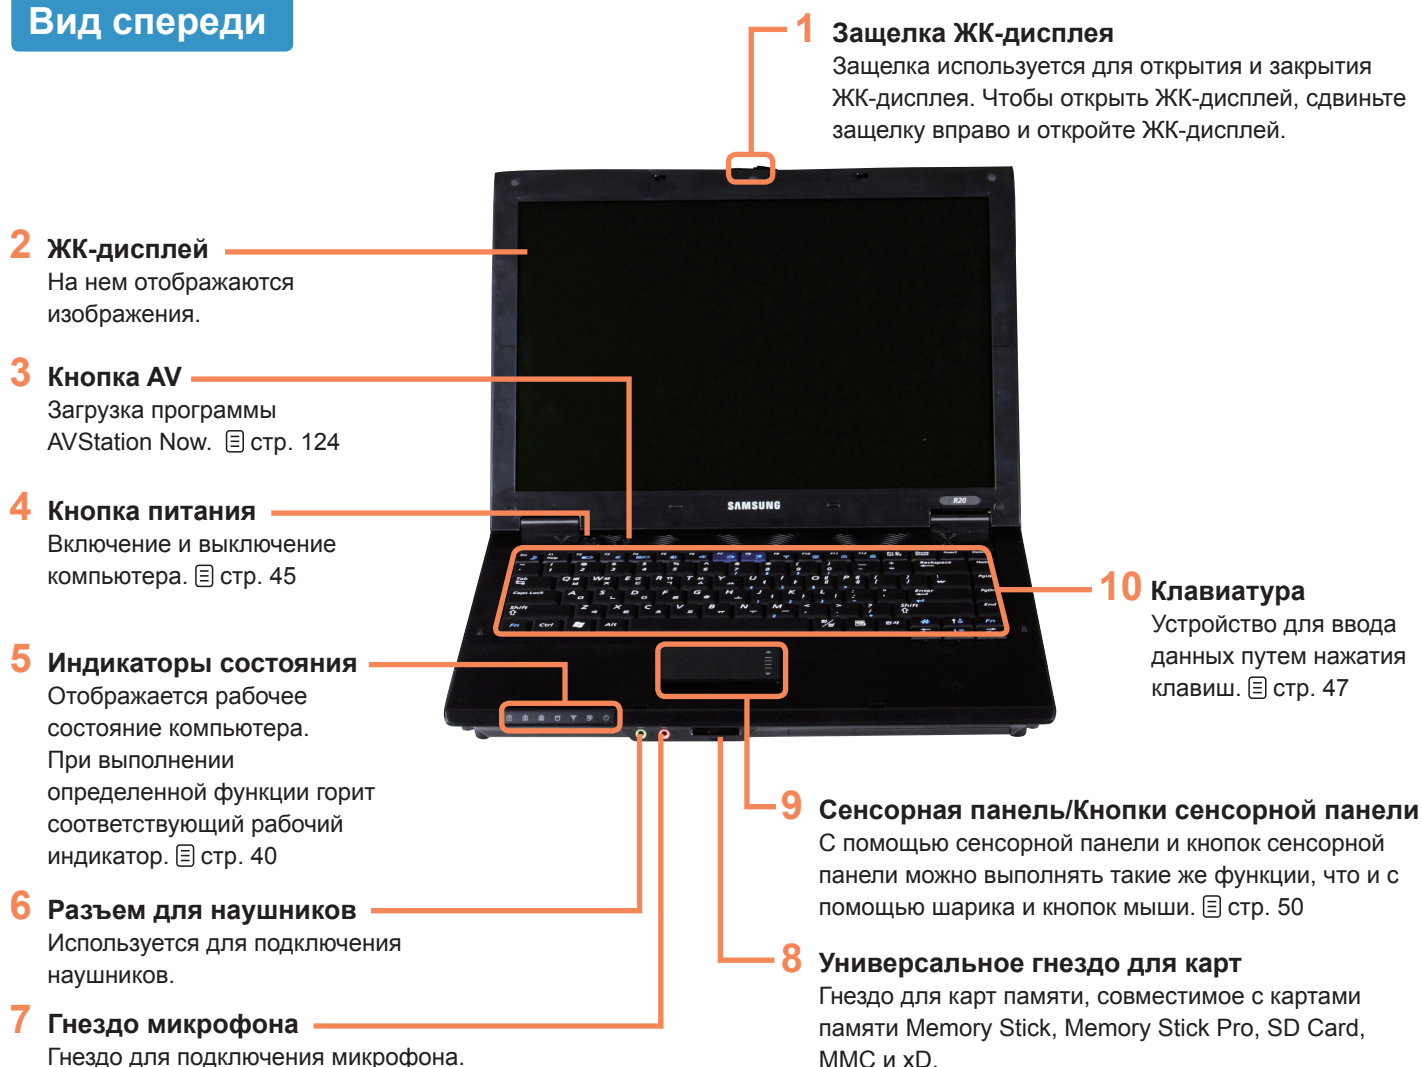 Вид спереди
1 Защелка ЖК-дисплея
Защелка используется для открытия и закрытия
ЖК-дисплея. Чтобы открыть ЖК-дисплей, сдвиньте
защелку вправо и откройте ЖК-дисплей.
2 ЖК-дисплей
На нем отображаются
изображения.
3 Кнопка AV
Загрузка программы
AVStation Now. стр. 124
4 Кнопка питания
Включение и выключение
компьютера. стр. 45
5 Индикаторы состояния
Отображается рабочее
состояние компьютера.
При выполнении
определенной функции горит
соответствующий рабочий
индикатор. стр. 40
6 Разъем для наушников
Используется для подключения
наушников.
7 Гнездо микрофона
Гнездо для подключения микрофона.
SAMSUNG
R20
10 Клавиатура
Устройство для ввода
данных путем нажатия
клавиш. стр. 47
9 Сенсорная панель/Кнопки сенсорной панели
С помощью сенсорной панели и кнопок сенсорной
панели можно выполнять такие же функции, что и с
помощью шарика и кнопок мыши. стр. 50
8 Универсальное гнездо для карт
Гнездо для карт памяти, совместимое с картами
памяти Memory Stick, Memory Stick Pro, SD Card,
MMC и xD.